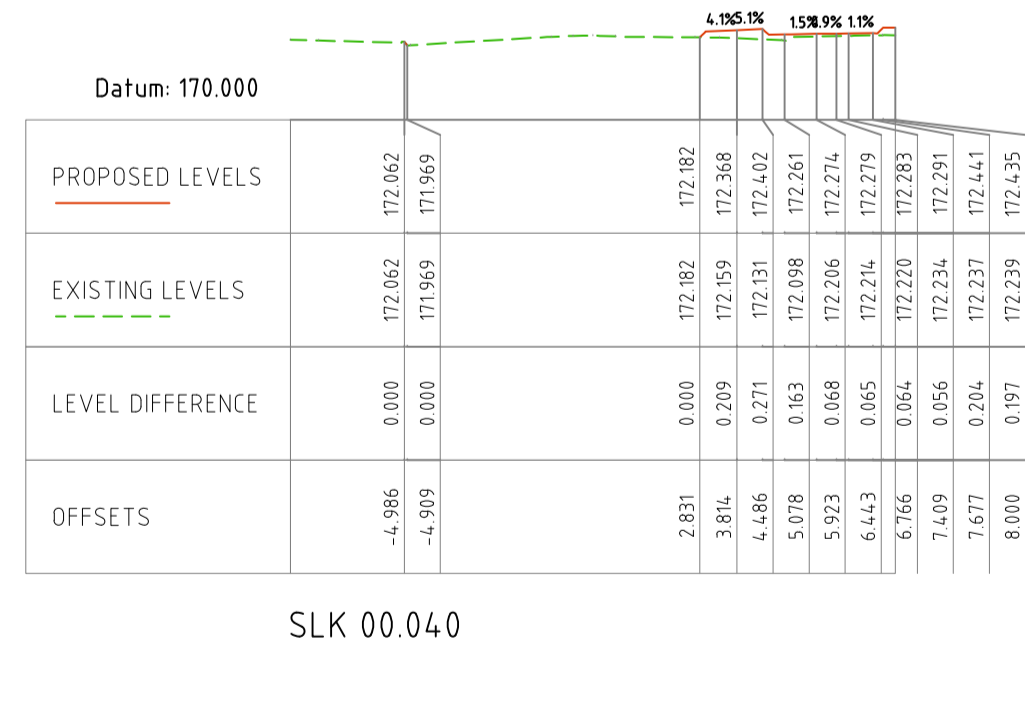 4.1% 5.1% 1.5% 1.1%
Datum: 170.000
PROPOSED LEVELS 172.062 171.969 172.182 172.368 172.402 172.261 172.274 172.279 172.283 172.291 172.441 172.435
EXISTING LEVELS 172.062 171.969 172.182 172.159 172.131 172.098 172.206 172.214 172.220 172.234 172.237 172.239
LEVEL DIFFERENCE 0.000 0.000 0.000 0.209 0.271 0.163 0.068 0.065 0.064 0.056 0.204 0.197
OFFSETS -4.986 -4.909 2.831 3.814 4.486 5.078 5.923 6.443 6.766 7.409 7.677 8.000
SLK 00.040